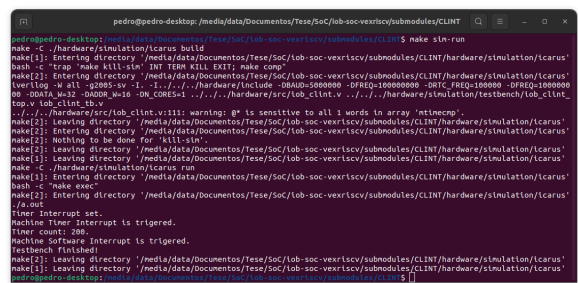 pedro@pedro-desktop: /media/data/Documentos/Tese/SoC/iob-soc-vexriscv/submodules/CLINT
pedro@pedro-desktop:/media/data/Documentos/Tese/SoC/iob-soc-vexriscv/submodules/CLINT$ make sim-run
make -C ./hardware/simulation/icarus build
make[1]: Entering directory '/media/data/Documentos/Tese/SoC/iob-soc-vexriscv/submodules/CLINT/hardware/simulation/icarus'
bash -c "trap 'make kill-sim' INT TERM KILL EXIT; make comp"
make[2]: Entering directory '/media/data/Documentos/Tese/SoC/iob-soc-vexriscv/submodules/CLINT/hardware/simulation/icarus'
iverilog -W all -g2005-sv -I. -I../../../hardware/include -DBAUD=5000000 -DFREQ=100000000 -DRTC_FREQ=100000 -DFREQ=1000000
00 -DDATA_W=32 -DADDR_W=16 -DN_CORES=1 ../../../hardware/src/iob_clint.v ../../../hardware/simulation/testbench/iob_clint_
top.v iob_clint_tb.v
../../../hardware/src/iob_clint.v:111: warning: @* is sensitive to all 1 words in array 'mtimecmp'.
make[2]: Leaving directory '/media/data/Documentos/Tese/SoC/iob-soc-vexriscv/submodules/CLINT/hardware/simulation/icarus'
make[2]: Entering directory '/media/data/Documentos/Tese/SoC/iob-soc-vexriscv/submodules/CLINT/hardware/simulation/icarus'
make[2]: Nothing to be done for 'kill-sim'.
make[2]: Leaving directory '/media/data/Documentos/Tese/SoC/iob-soc-vexriscv/submodules/CLINT/hardware/simulation/icarus'
make[1]: Leaving directory '/media/data/Documentos/Tese/SoC/iob-soc-vexriscv/submodules/CLINT/hardware/simulation/icarus'
make -C ./hardware/simulation/icarus run
make[1]: Entering directory '/media/data/Documentos/Tese/SoC/iob-soc-vexriscv/submodules/CLINT/hardware/simulation/icarus'
bash -c "make exec"
make[2]: Entering directory '/media/data/Documentos/Tese/SoC/iob-soc-vexriscv/submodules/CLINT/hardware/simulation/icarus'
./a.out
Timer Interrupt set.
Machine Timer Interrupt is trigered.
Timer count: 200.
Machine Software Interrupt is trigered.
Testbench finished!
make[2]: Leaving directory '/media/data/Documentos/Tese/SoC/iob-soc-vexriscv/submodules/CLINT/hardware/simulation/icarus'
make[1]: Leaving directory '/media/data/Documentos/Tese/SoC/iob-soc-vexriscv/submodules/CLINT/hardware/simulation/icarus'
pedro@pedro-desktop:/media/data/Documentos/Tese/SoC/iob-soc-vexriscv/submodules/CLINT$